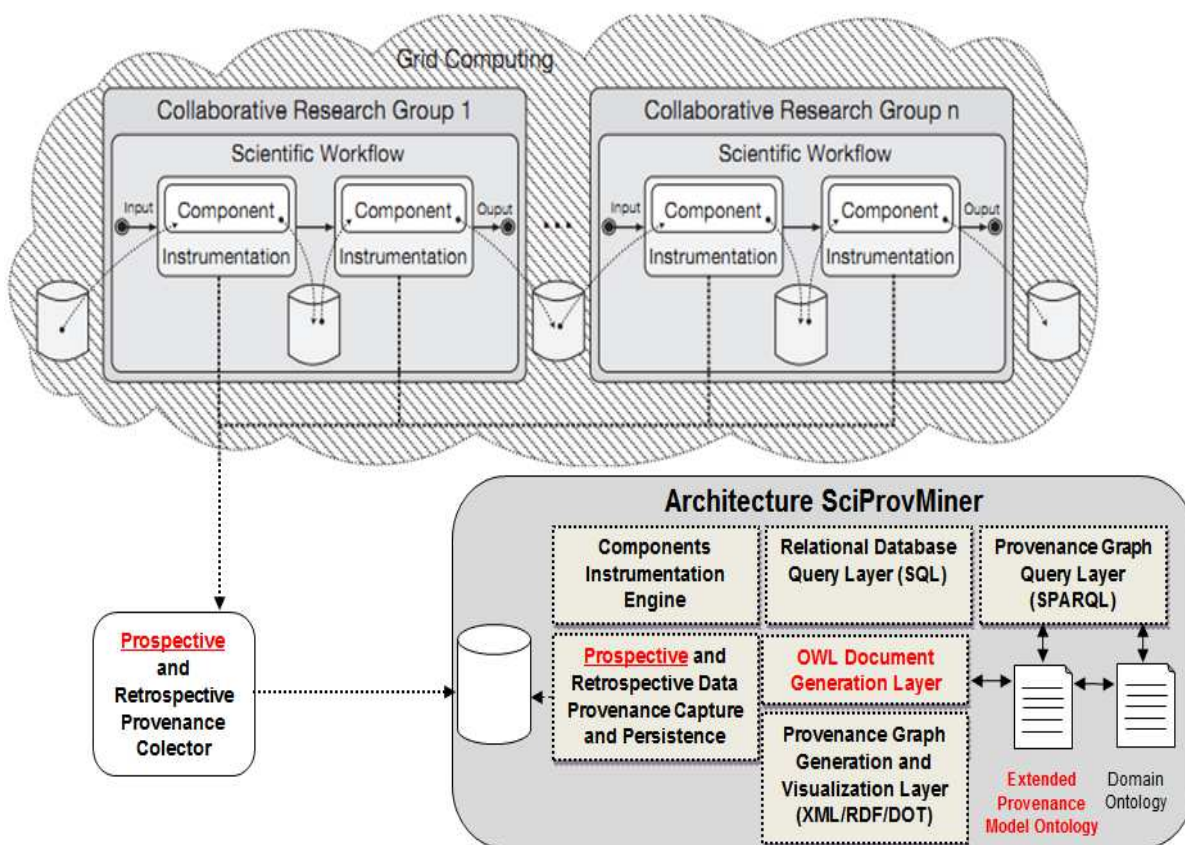 Grid Computing
Collaborative Research Group 1
Scientific Workflow
Input
Component
Instrumentation
Component
Instrumentation
Ouput
...
Collaborative Research Group n
Scientific Workflow
Input
Component
Instrumentation
Component
Instrumentation
Ouput
Prospective
and
Retrospective
Provenance
Colector
Architecture SciProvMiner
Components
Instrumentation
Engine
Relational Database
Query Layer (SQL)
Provenance Graph
Query Layer
(SPARQL)
Prospective and
Retrospective Data
Provenance Capture
and Persistence
OWL Document
Generation Layer
Provenance Graph
Generation and
Visualization Layer
(XML/RDF/DOT)
Extended
Provenance
Model Ontology
Domain
Ontology